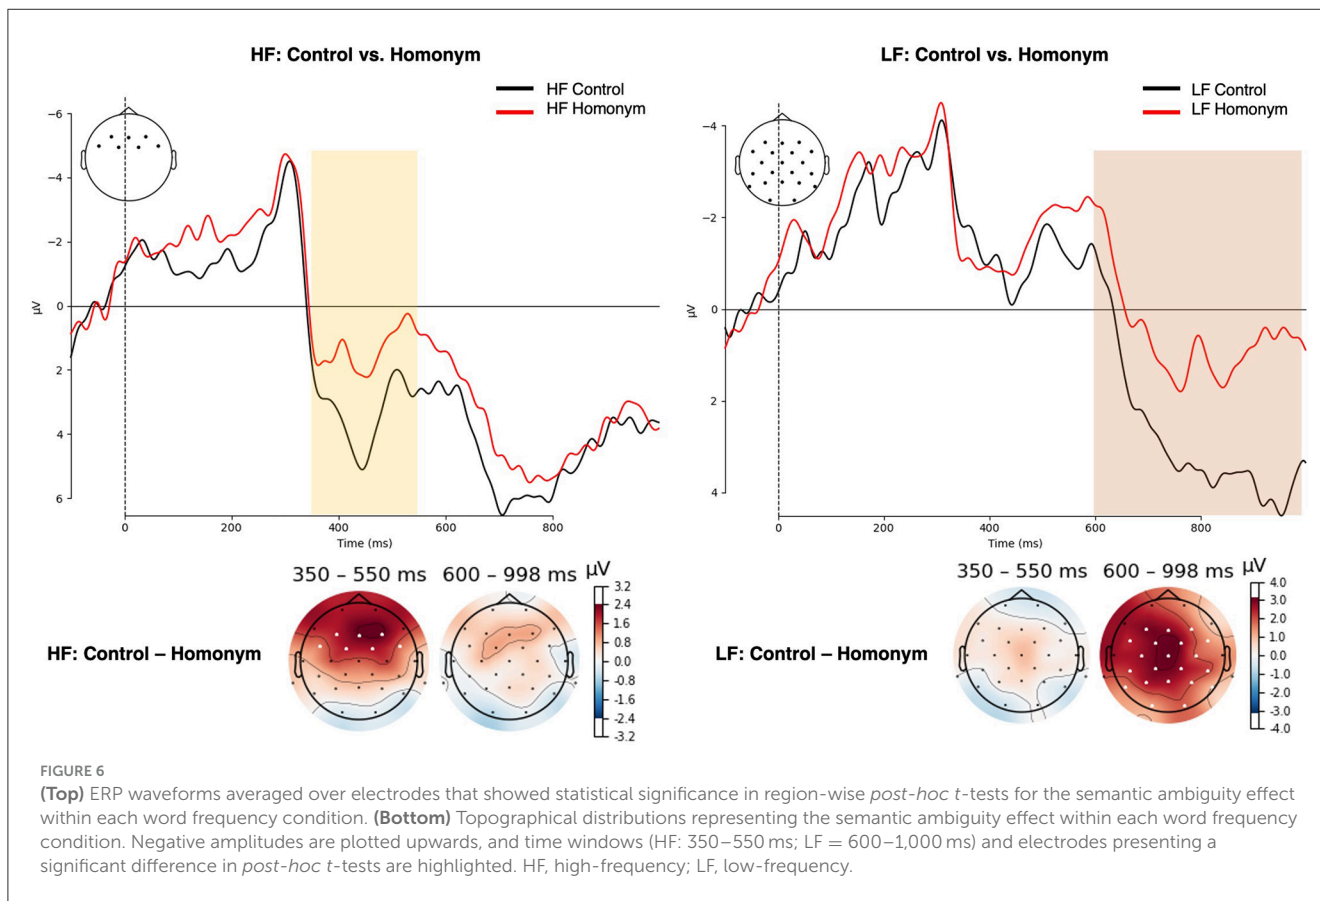 HF: Control vs. Homonym
HF Control
HF Homonym
−6
−4
−2
0
2
4
6
μV
0
200
400
600
800
Time (ms)
LF: Control vs. Homonym
LF Control
LF Homonym
−4
−2
0
2
4
μV
0
200
400
600
800
Time (ms)
350 – 550 ms
600 – 998 ms
μV
3.2
2.4
1.6
0.8
0.0
-0.8
-1.6
-2.4
-3.2
HF: Control – Homonym
350 – 550 ms
600 – 998 ms
μV
4.0
3.0
2.0
1.0
0.0
-1.0
-2.0
-3.0
-4.0
LF: Control – Homonym
FIGURE 6
(Top) ERP waveforms averaged over electrodes that showed statistical significance in region-wise post-hoc t-tests for the semantic ambiguity effect
within each word frequency condition. (Bottom) Topographical distributions representing the semantic ambiguity effect within each word frequency
condition. Negative amplitudes are plotted upwards, and time windows (HF: 350–550 ms; LF = 600–1,000 ms) and electrodes presenting a
significant difference in post-hoc t-tests are highlighted. HF, high-frequency; LF, low-frequency.